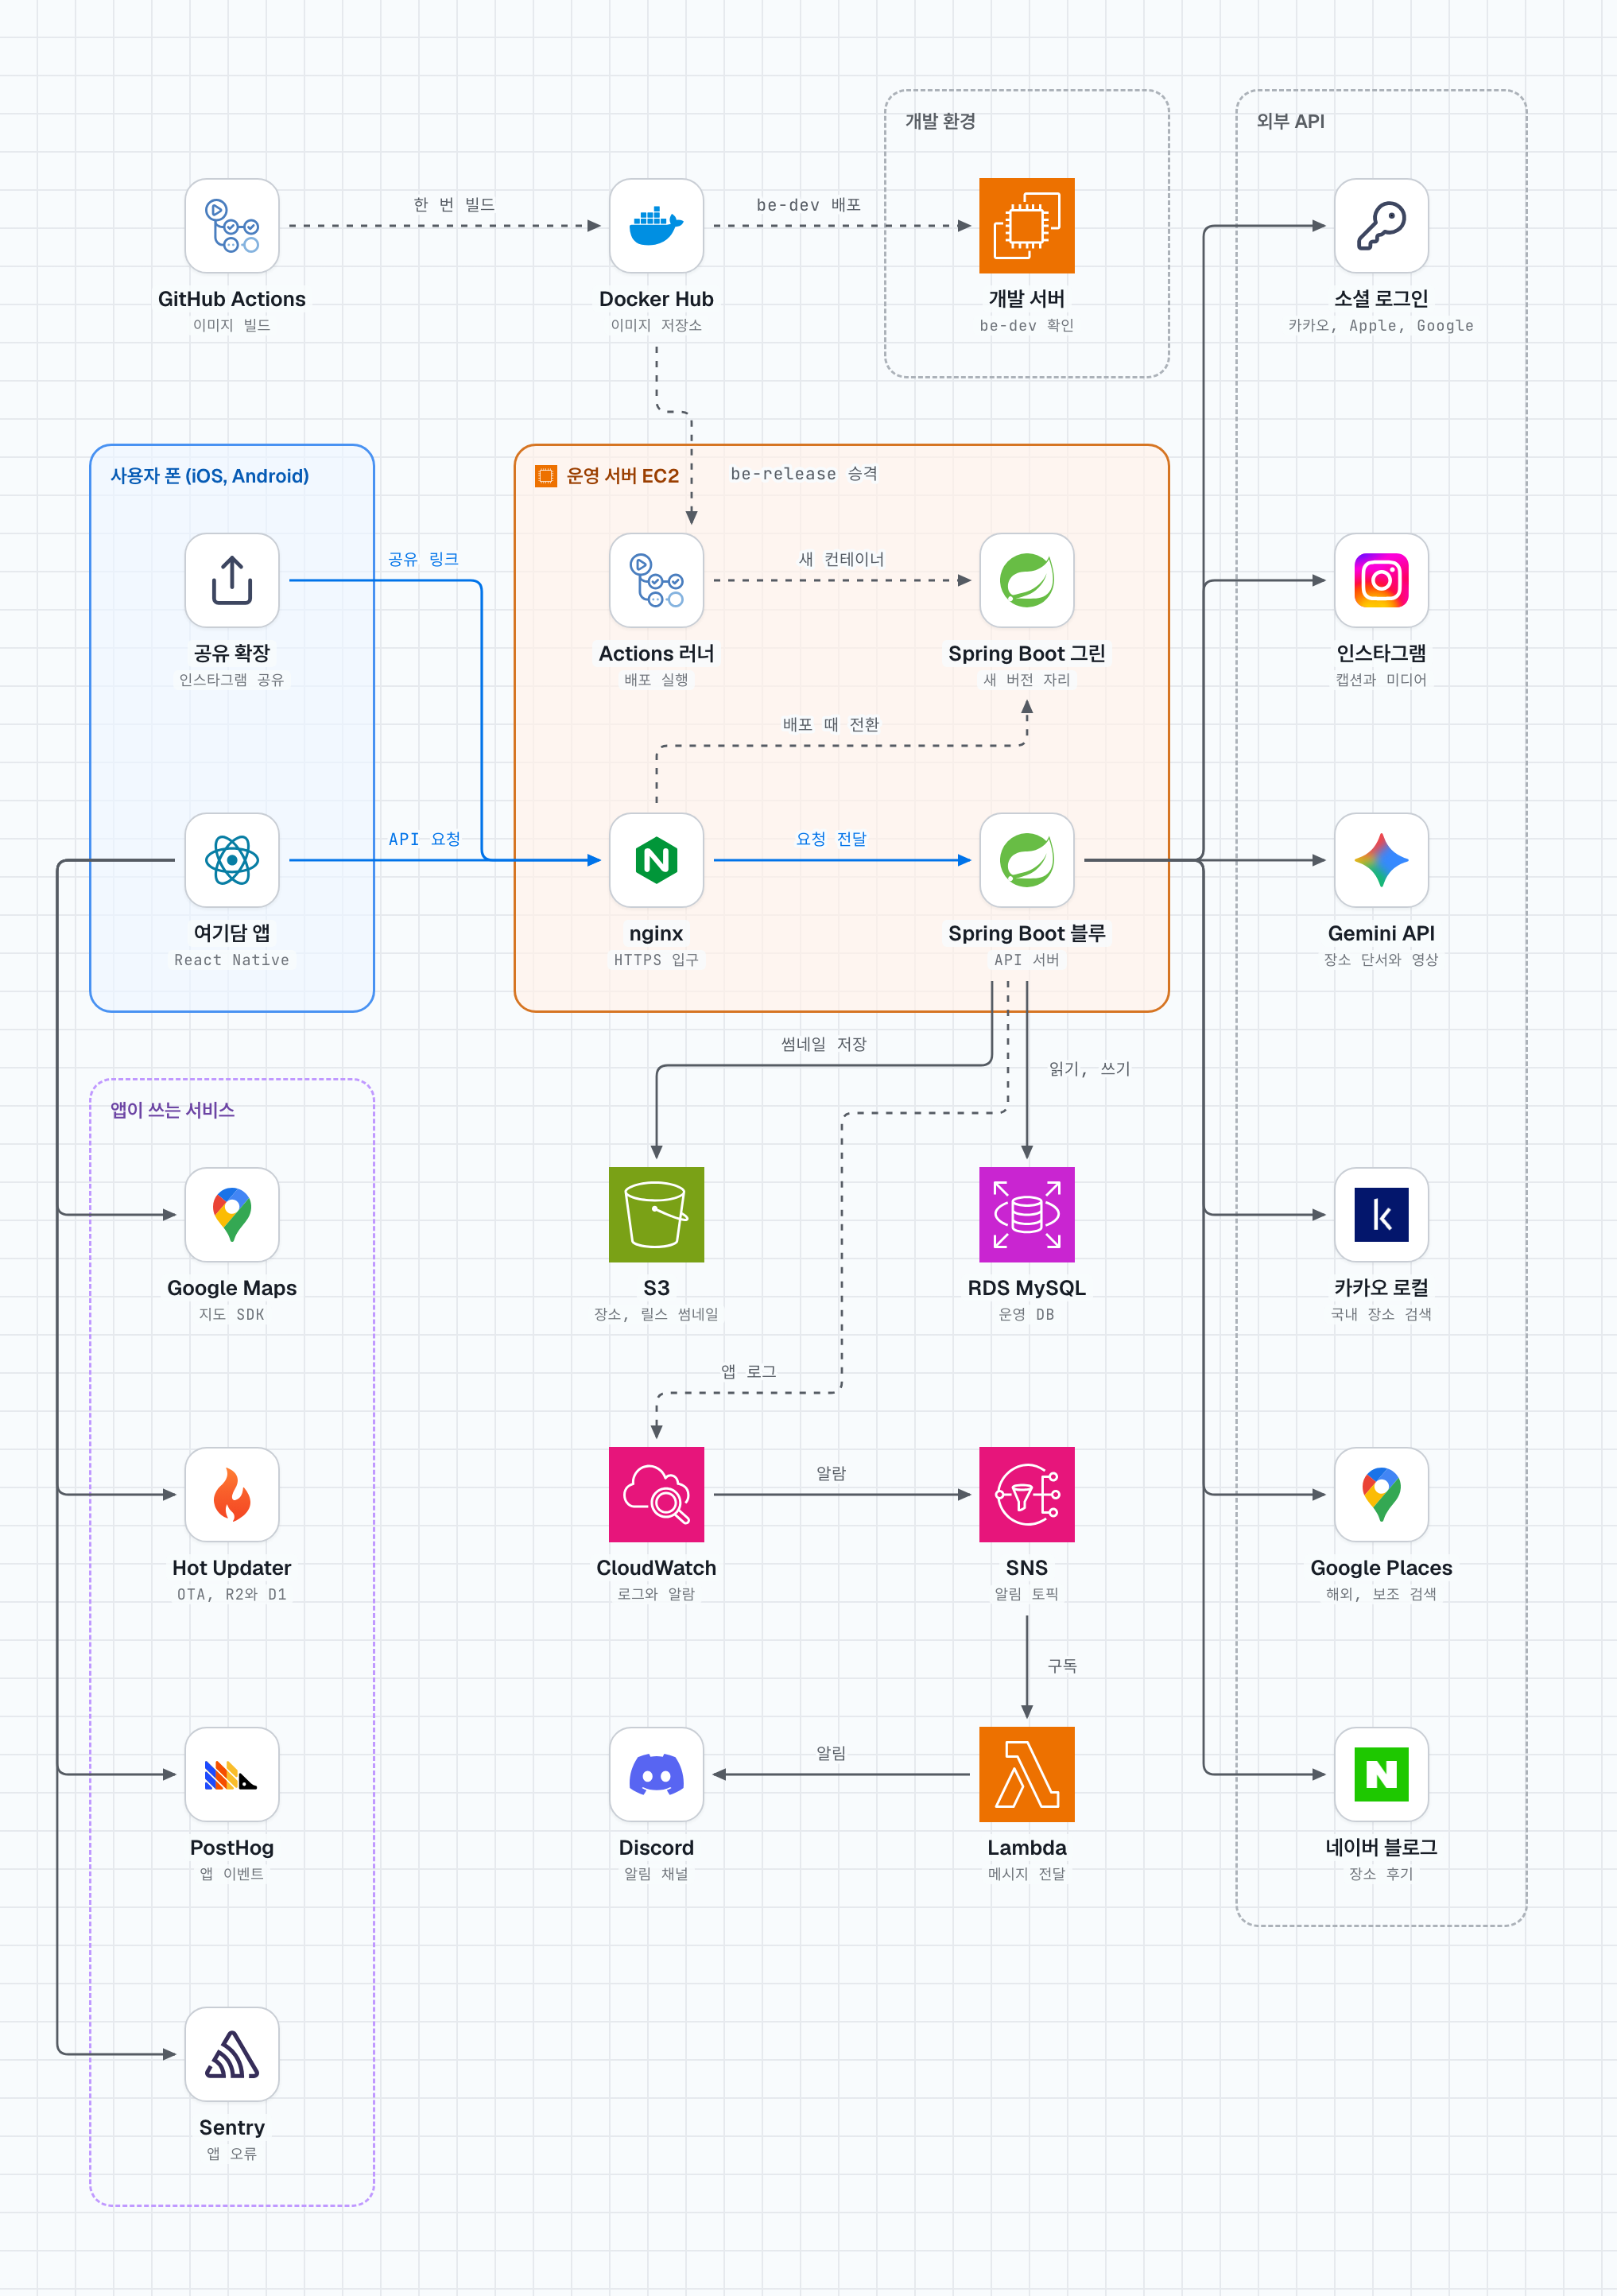 개발 환경
외부 API
한 번 빌드
be-dev 배포
GitHub Actions
이미지 빌드
Docker Hub
이미지 저장소
개발 서버
be-dev 확인
소셜 로그인
카카오, Apple, Google
사용자 폰 (iOS, Android)
운영 서버 EC2
be-release 승격
공유 링크
새 컨테이너
공유 확장
인스타그램 공유
Actions 러너
배포 실행
Spring Boot 그린
새 버전 자리
인스타그램
캡션과 미디어
배포 때 전환
API 요청
요청 전달
여기담 앱
React Native
nginx
HTTPS 입구
Spring Boot 블루
API 서버
Gemini API
장소 단서와 영상
썸네일 저장
읽기, 쓰기
앱이 쓰는 서비스
Google Maps
지도 SDK
S3
장소, 릴스 썸네일
RDS MySQL
운영 DB
카카오 로컬
국내 장소 검색
앱 로그
알람
Hot Updater
OTA, R2와 D1
CloudWatch
로그와 알람
SNS
알림 토픽
Google Places
해외, 보조 검색
구독
알림
PostHog
앱 이벤트
Discord
알림 채널
Lambda
메시지 전달
네이버 블로그
장소 후기
Sentry
앱 오류